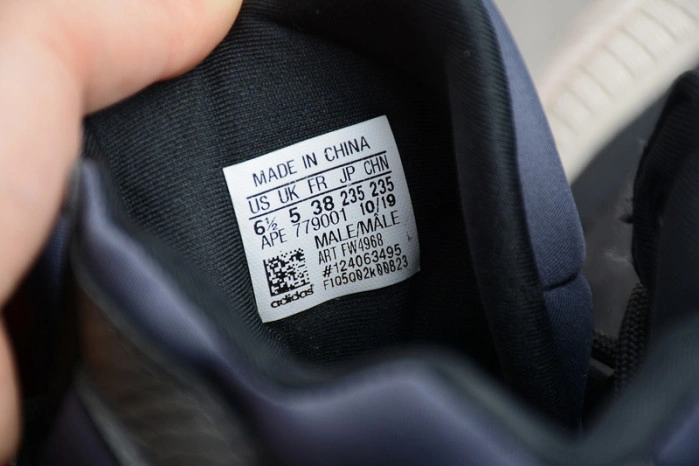 MADE IN CHINA
US UK FR JP CHN
6½ 5 38 235 235
APE 779001 10/19
MALE/MÂLE
ART FW4968
#124063495 L
F1Q5Q02K00823
adidas